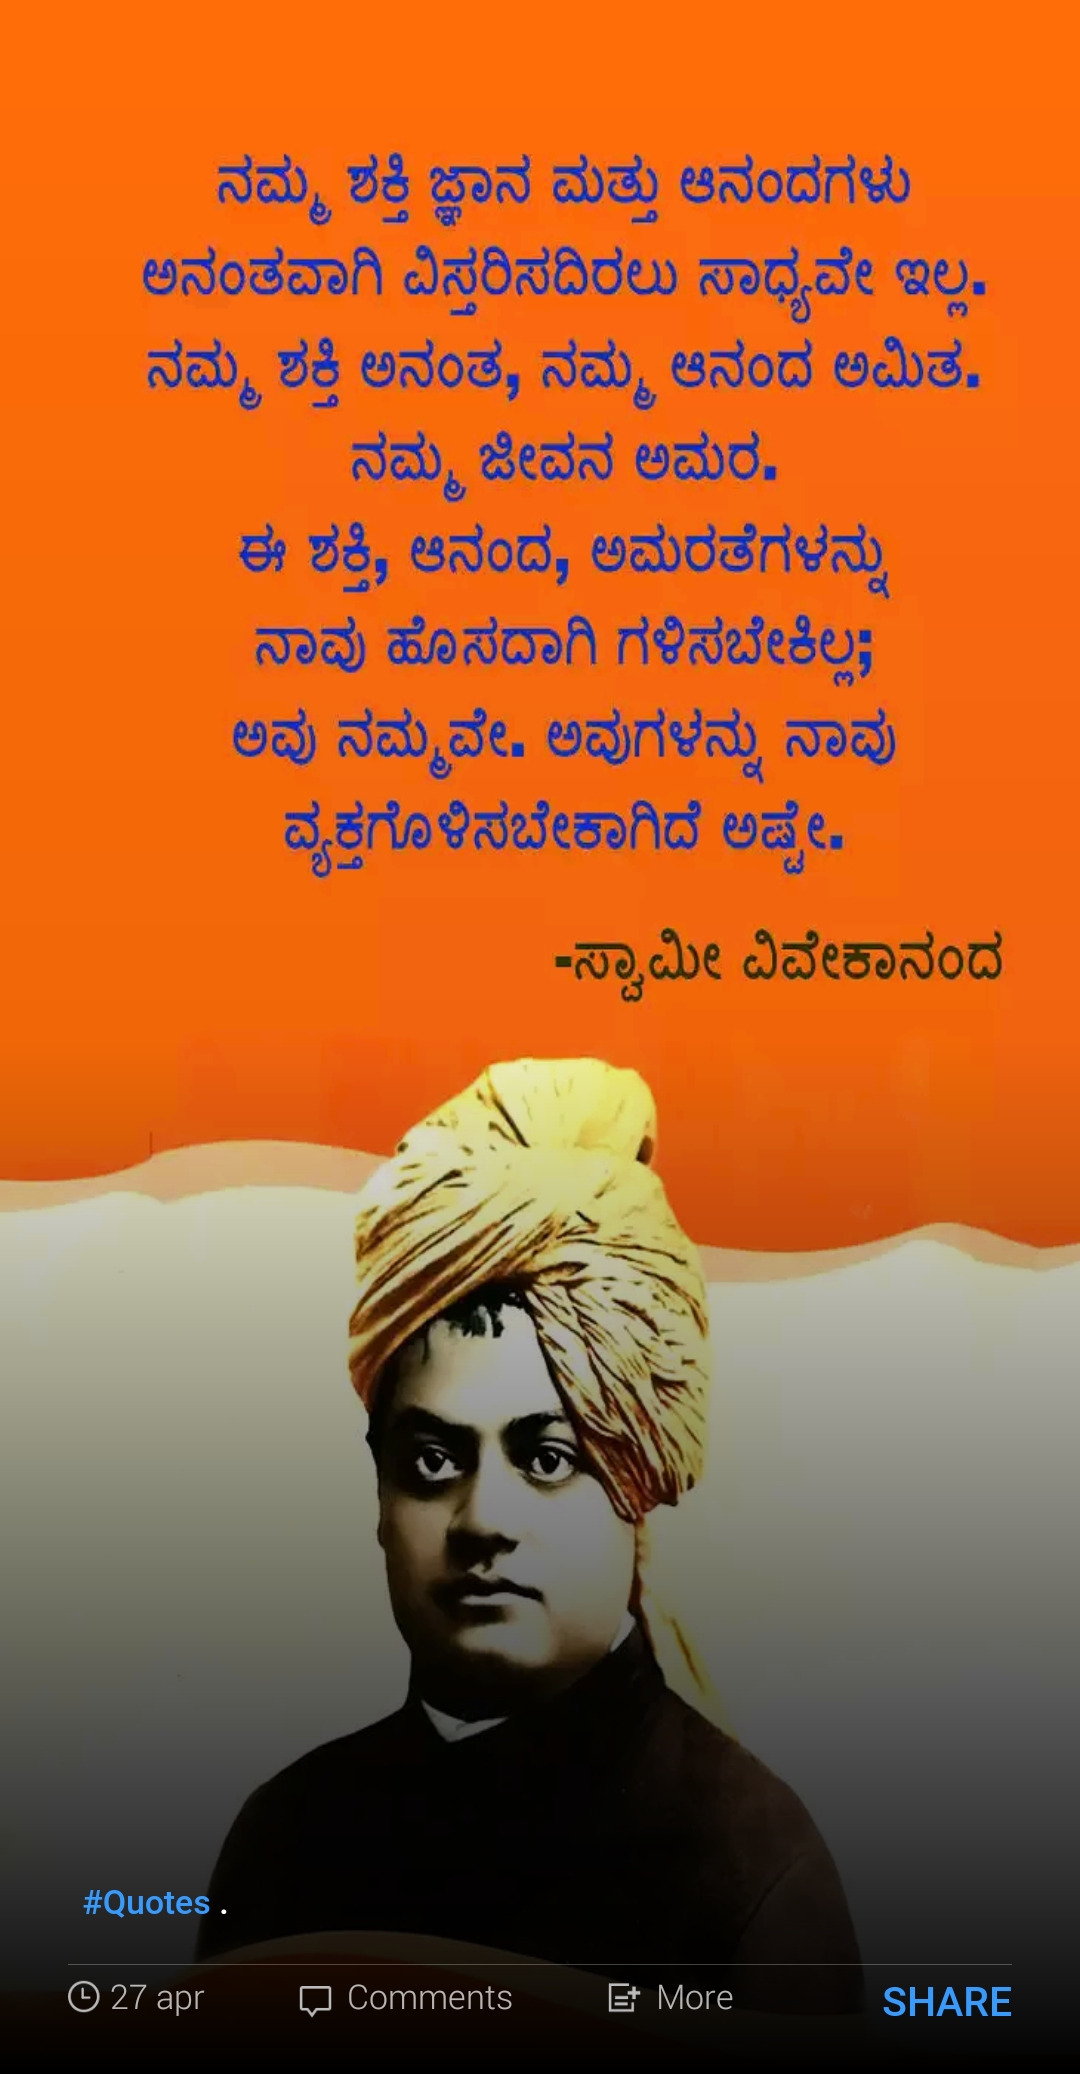 ನಮ್ಮ ಶಕ್ತಿ ಜ್ಞಾನ ಮತ್ತು ಆನಂದಗಳು
ಅನಂತವಾಗಿ ವಿಸ್ತರಿಸದಿರಲು ಸಾಧ್ಯವೇ ಇಲ್ಲ.
ನಮ್ಮ ಶಕ್ತಿ ಅನಂತ, ನಮ್ಮ ಆನಂದ ಅಮಿತ.
ನಮ್ಮ ಜೀವನ ಅಮರ.
ಈ ಶಕ್ತಿ, ಆನಂದ, ಅಮರತೆಗಳನ್ನು
ನಾವು ಹೊಸದಾಗಿ ಗಳಿಸಬೇಕಿಲ್ಲ;
ಅವು ನಮ್ಮವೇ. ಅವುಗಳನ್ನು ನಾವು
ವ್ಯಕ್ತಗೊಳಿಸಬೇಕಾಗಿದೆ ಅಷ್ಟೇ.
-ಸ್ವಾಮೀ ವಿವೇಕಾನಂದ
#Quotes .
27 apr Comments More SHARE